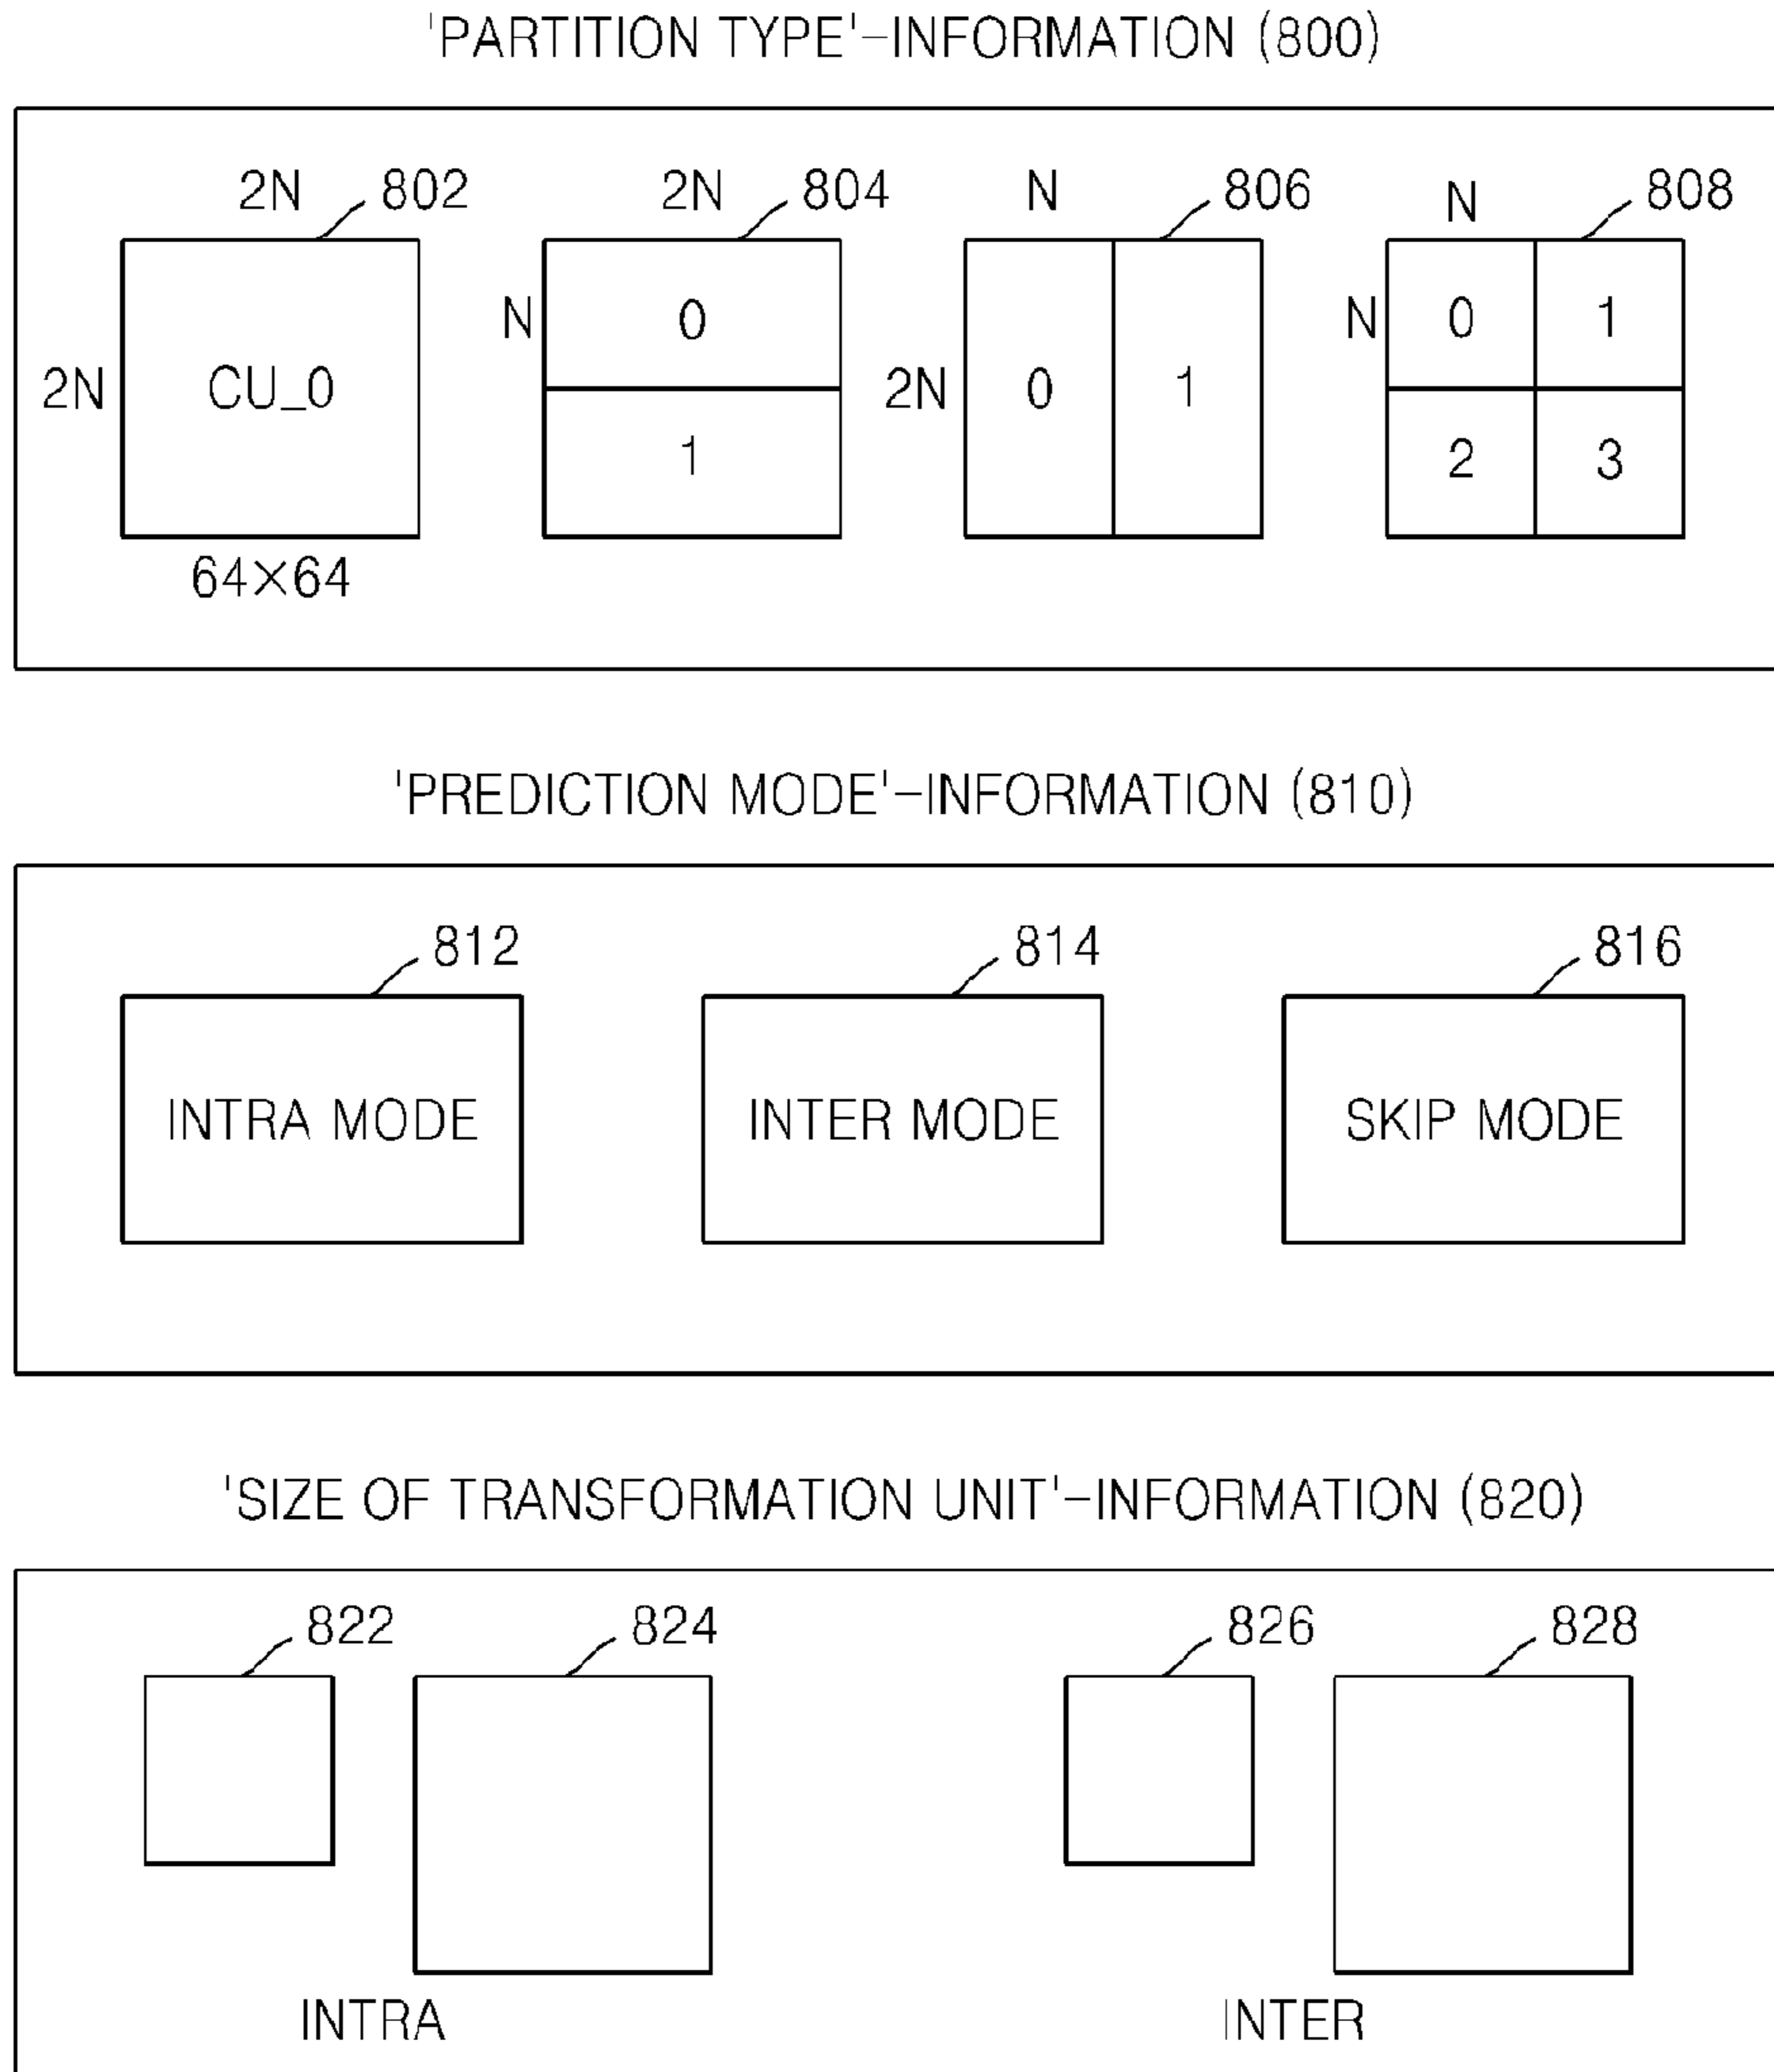 'PARTITION TYPE'-INFORMATION (800)
2N 802 2N 804 N 806 N 808
N 0 N 0 1
2N CU_0 2N 0 1
1 2 3
64×64
'PREDICTION MODE'-INFORMATION (810)
812 814 816
INTRA MODE INTER MODE SKIP MODE
'SIZE OF TRANSFORMATION UNIT'-INFORMATION (820)
822 824 826 828
INTRA INTER